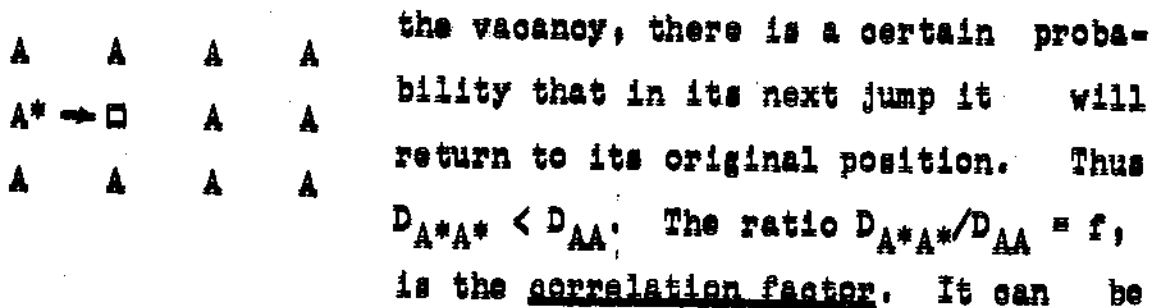 the vacancy, there is a certain proba-
A A A A
bility that in its next jump it will
A* → □ A A
return to its original position. Thus
A A A A
D_A*A* < D_AA. The ratio D_A*A*/D_AA = f,
is the correlation factor. It can be